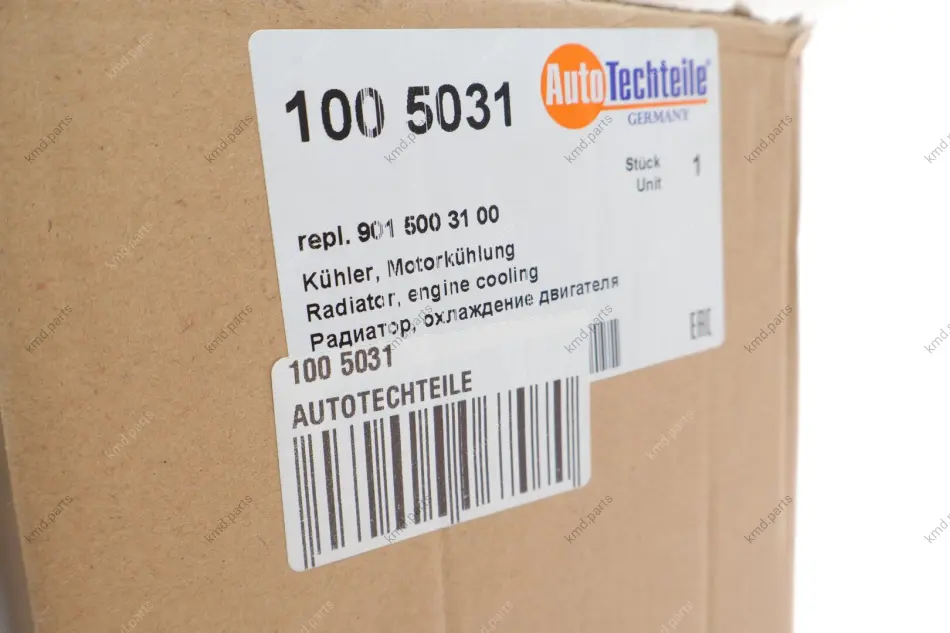 100 5031
AutoTechteile®
GERMANY
Stück 1
Unit
repl. 901 500 31 00
Kühler, Motorkühlung
Radiator, engine cooling
Радиатор, охлаждение двигателя
EAC
100 5031
AUTOTECHTEILE
kmd.parts